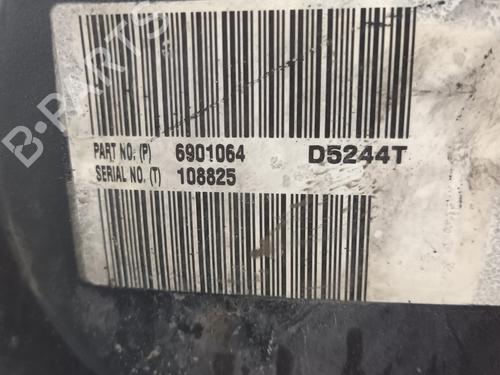 B-PARTS
PART NO. (P) 6901064 D5244T
SERIAL NO. (T) 108825